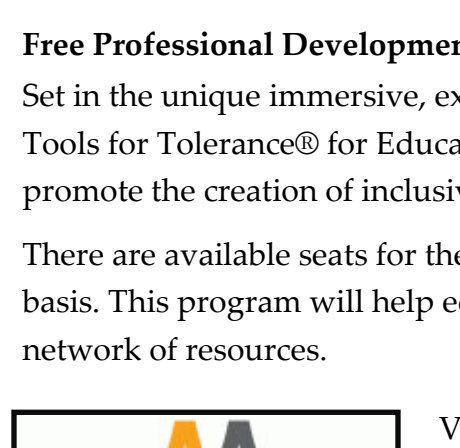 Free Professional Developmen
Set in the unique immersive, ex
Tools for Tolerance® for Educa
promote the creation of inclusiv
There are available seats for the
basis. This program will help e
network of resources.
V